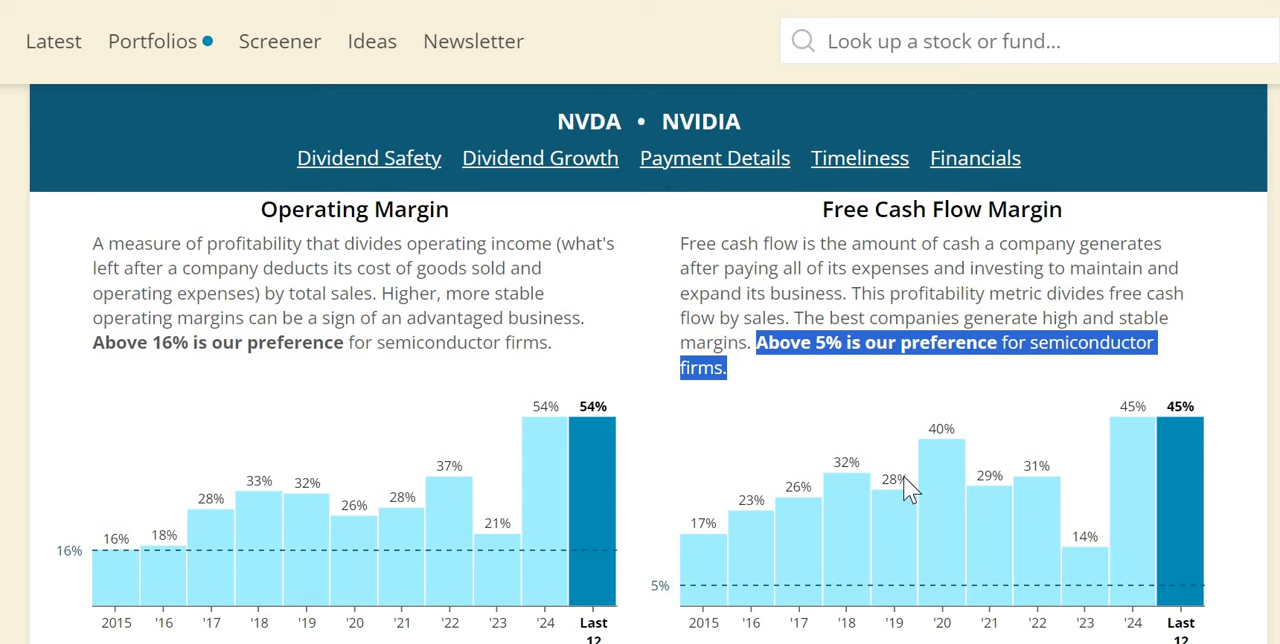 Latest Portfolios Screener Ideas Newsletter Look up a stock or fund...
NVDA • NVIDIA
Dividend Safety Dividend Growth Payment Details Timeliness Financials
Operating Margin
A measure of profitability that divides operating income (what's
left after a company deducts its cost of goods sold and
operating expenses) by total sales. Higher, more stable
operating margins can be a sign of an advantaged business.
Above 16% is our preference for semiconductor firms.
54% 54%
37%
33% 32%
28% 28%
26%
21%
16% 18%
16%
2015 '16 '17 '18 '19 '20 '21 '22 '23 '24 Last
12
Free Cash Flow Margin
Free cash flow is the amount of cash a company generates
after paying all of its expenses and investing to maintain and
expand its business. This profitability metric divides free cash
flow by sales. The best companies generate high and stable
margins. Above 5% is our preference for semiconductor
firms.
45% 45%
40%
32% 31%
28% 29%
26%
23%
17%
14%
5%
2015 '16 '17 '18 '19 '20 '21 '22 '23 '24 Last
12